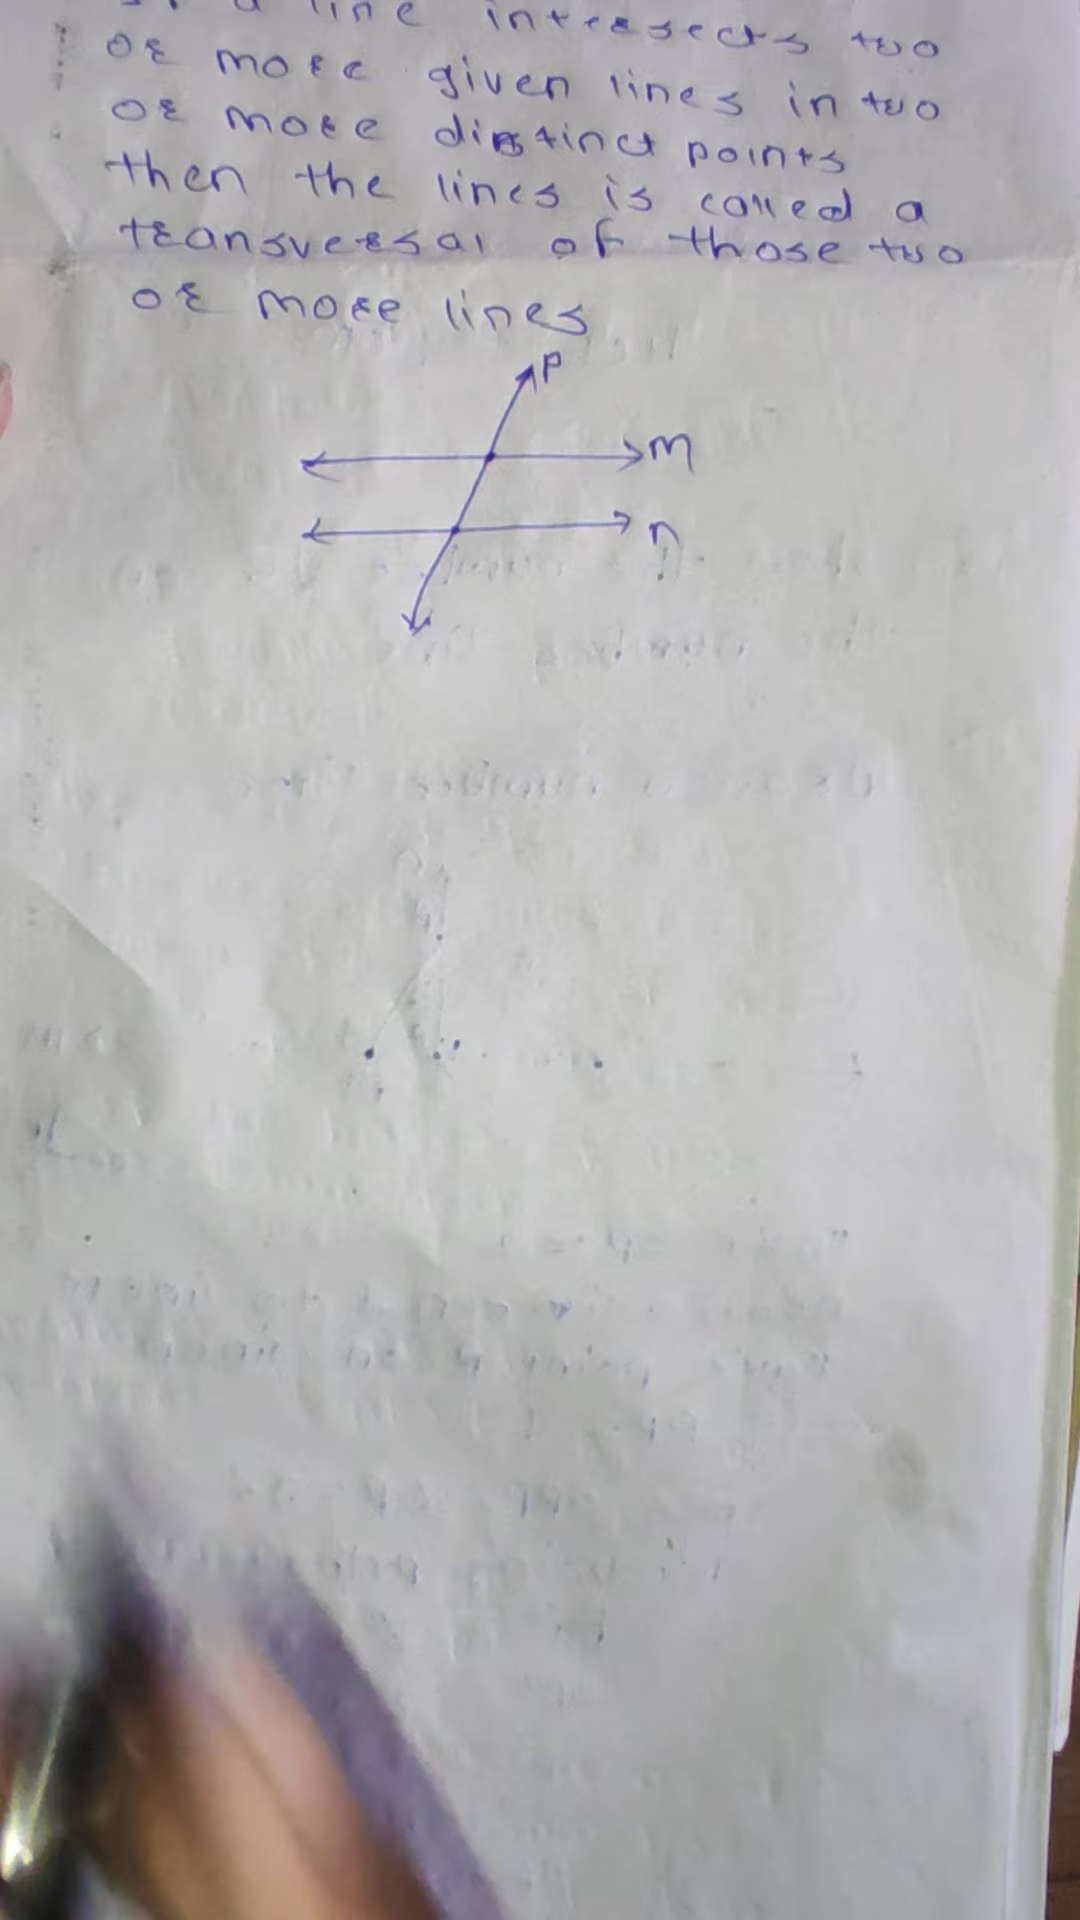 a line intersects two
or more given lines in two
or more distinct points
then the lines is called a
transversal of those two
or more lines
P
m
n